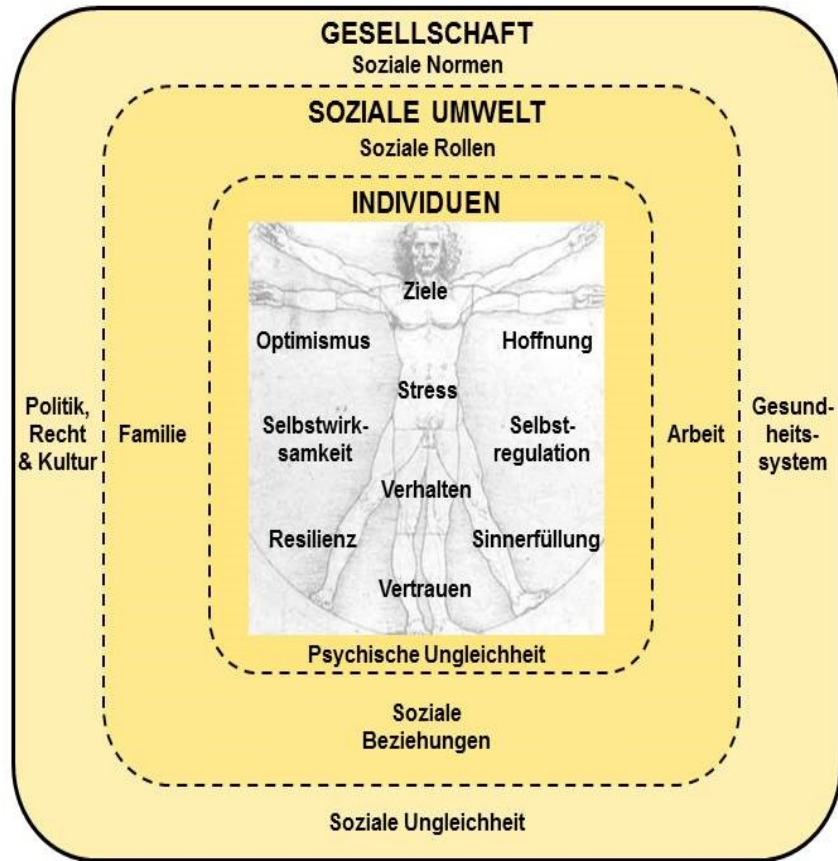 GESELLSCHAFT
Soziale Normen
SOZIALE UMWELT
Soziale Rollen
INDIVIDUEN
Ziele
Optimismus
Hoffnung
Stress
Politik,
Recht
& Kultur
Familie
Selbstwirk-
samkeit
Selbst-
regulation
Arbeit
Gesund-
heits-
system
Verhalten
Resilienz
Sinnerfüllung
Vertrauen
Psychische Ungleichheit
Soziale
Beziehungen
Soziale Ungleichheit